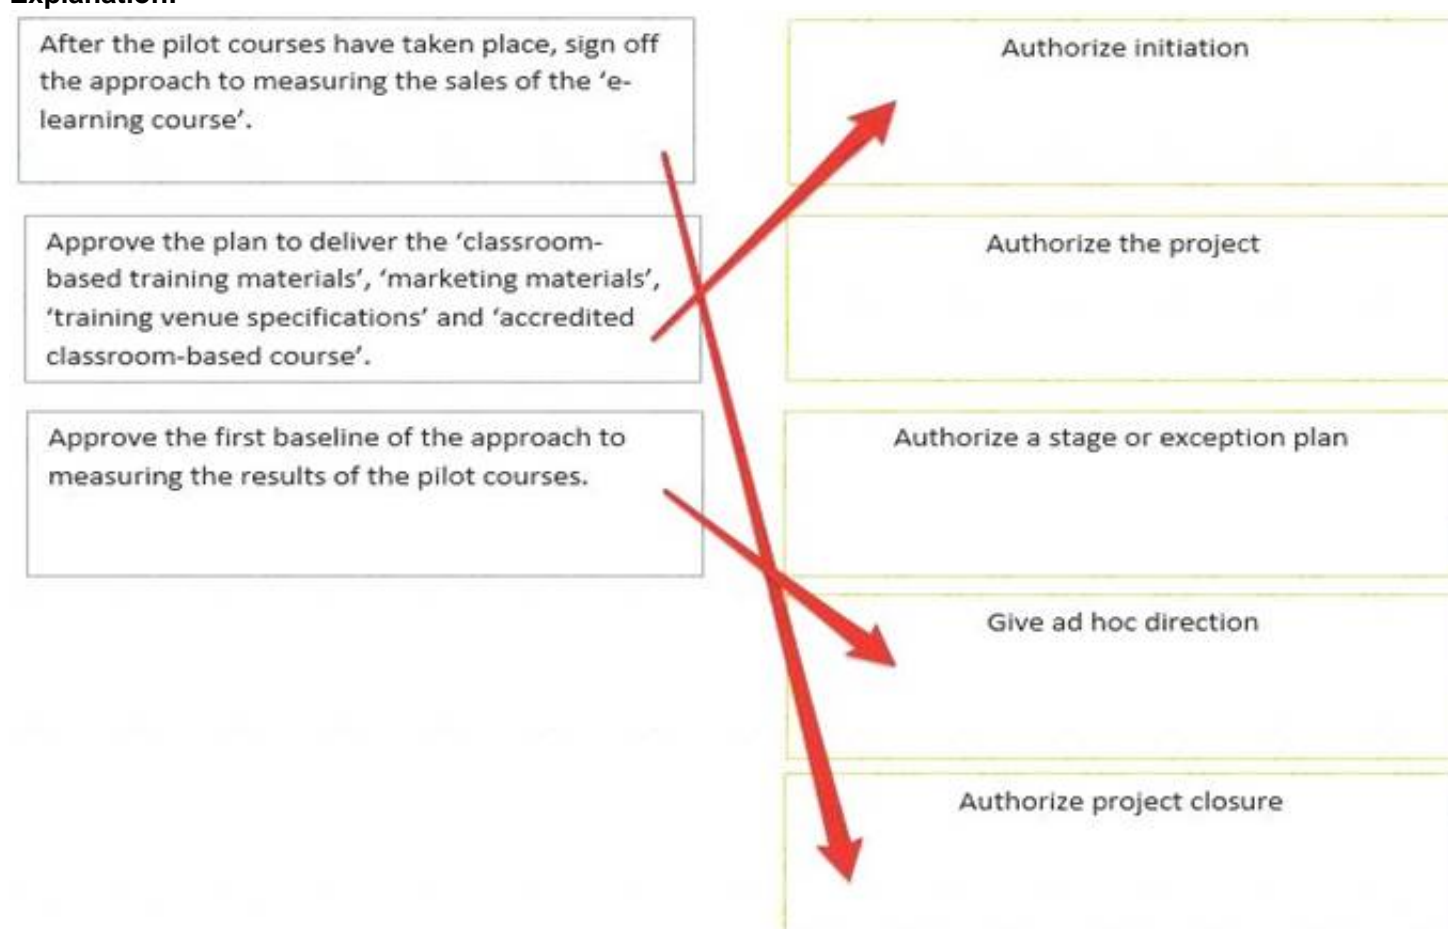 Explanation:
After the pilot courses have taken place, sign off
the approach to measuring the sales of the ‘e-
learning course’.
Approve the plan to deliver the ‘classroom-
based training materials’, ‘marketing materials’,
‘training venue specifications’ and ‘accredited
classroom-based course’.
Approve the first baseline of the approach to
measuring the results of the pilot courses.
Authorize initiation
Authorize the project
Authorize a stage or exception plan
Give ad hoc direction
Authorize project closure